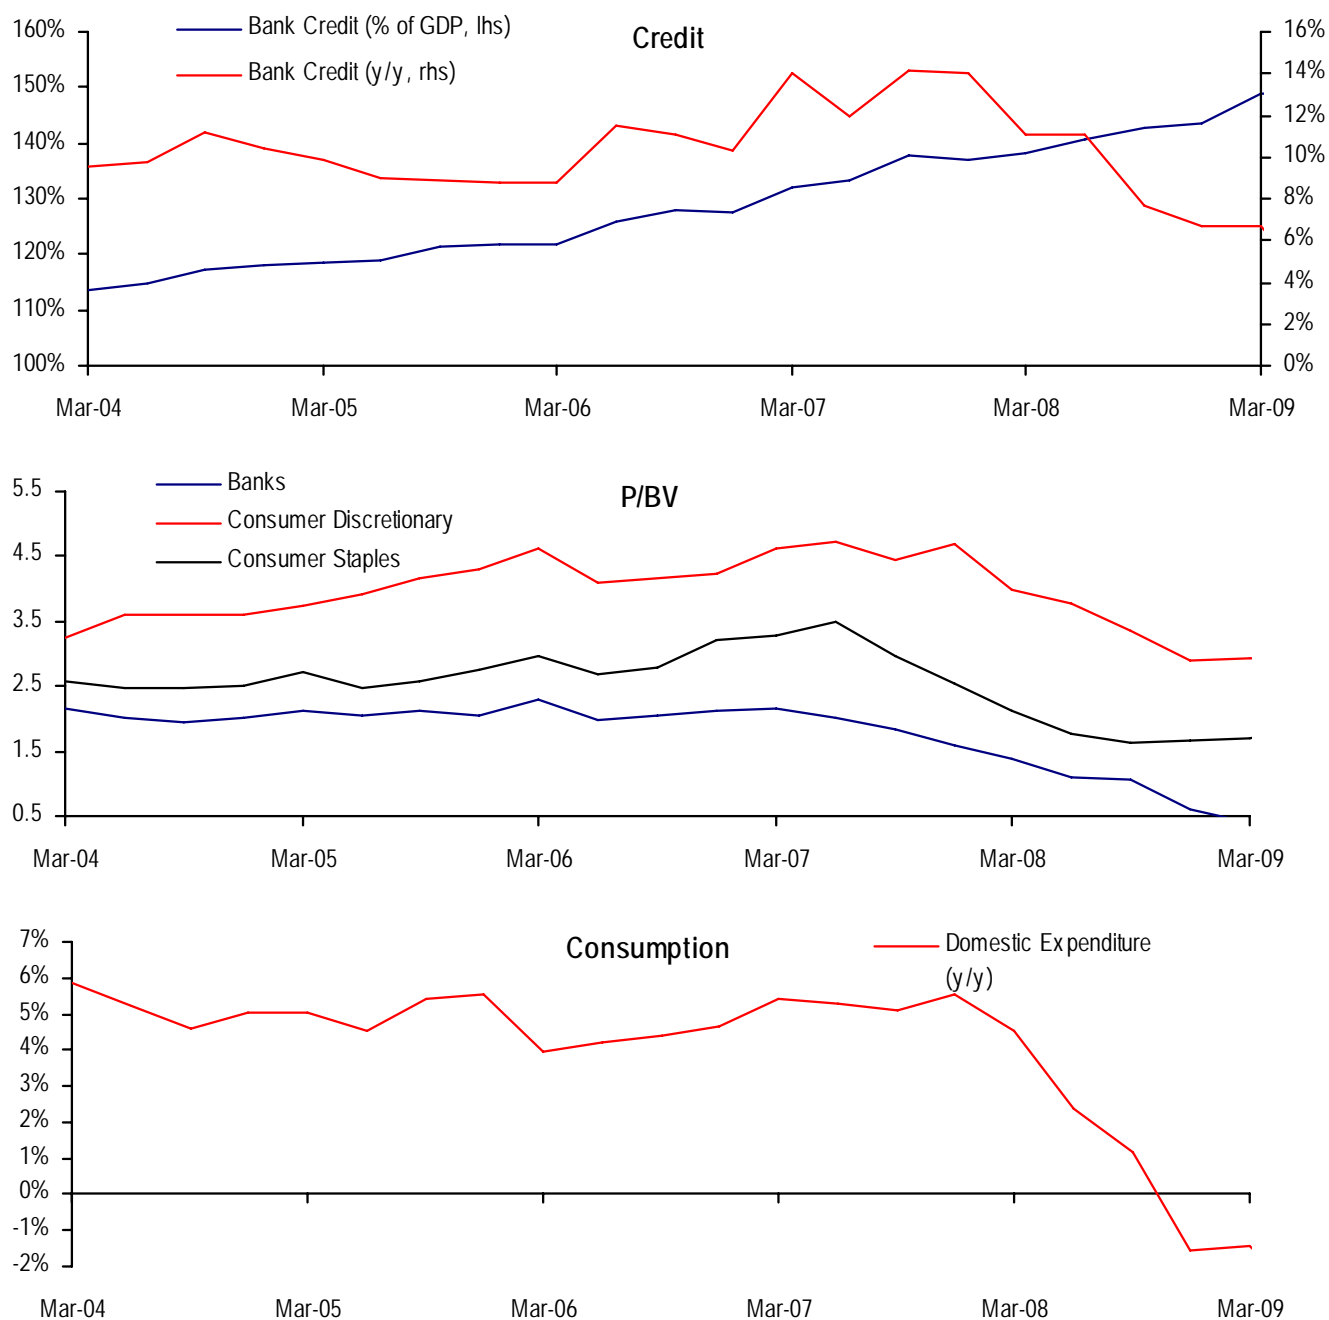 160%
Bank Credit (% of GDP, lhs)
Credit
16%
150%
Bank Credit (y/y, rhs)
14%
140%
12%
130%
10%
120%
8%
110%
6%
100%
4%
2%
0%
Mar-04 Mar-05 Mar-06 Mar-07 Mar-08 Mar-09
5.5
Banks
P/BV
Consumer Discretionary
4.5
Consumer Staples
3.5
2.5
1.5
0.5
Mar-04 Mar-05 Mar-06 Mar-07 Mar-08 Mar-09
7%
Consumption
Domestic Expenditure
(y/y)
6%
5%
4%
3%
2%
1%
0%
-1%
-2%
Mar-04 Mar-05 Mar-06 Mar-07 Mar-08 Mar-09